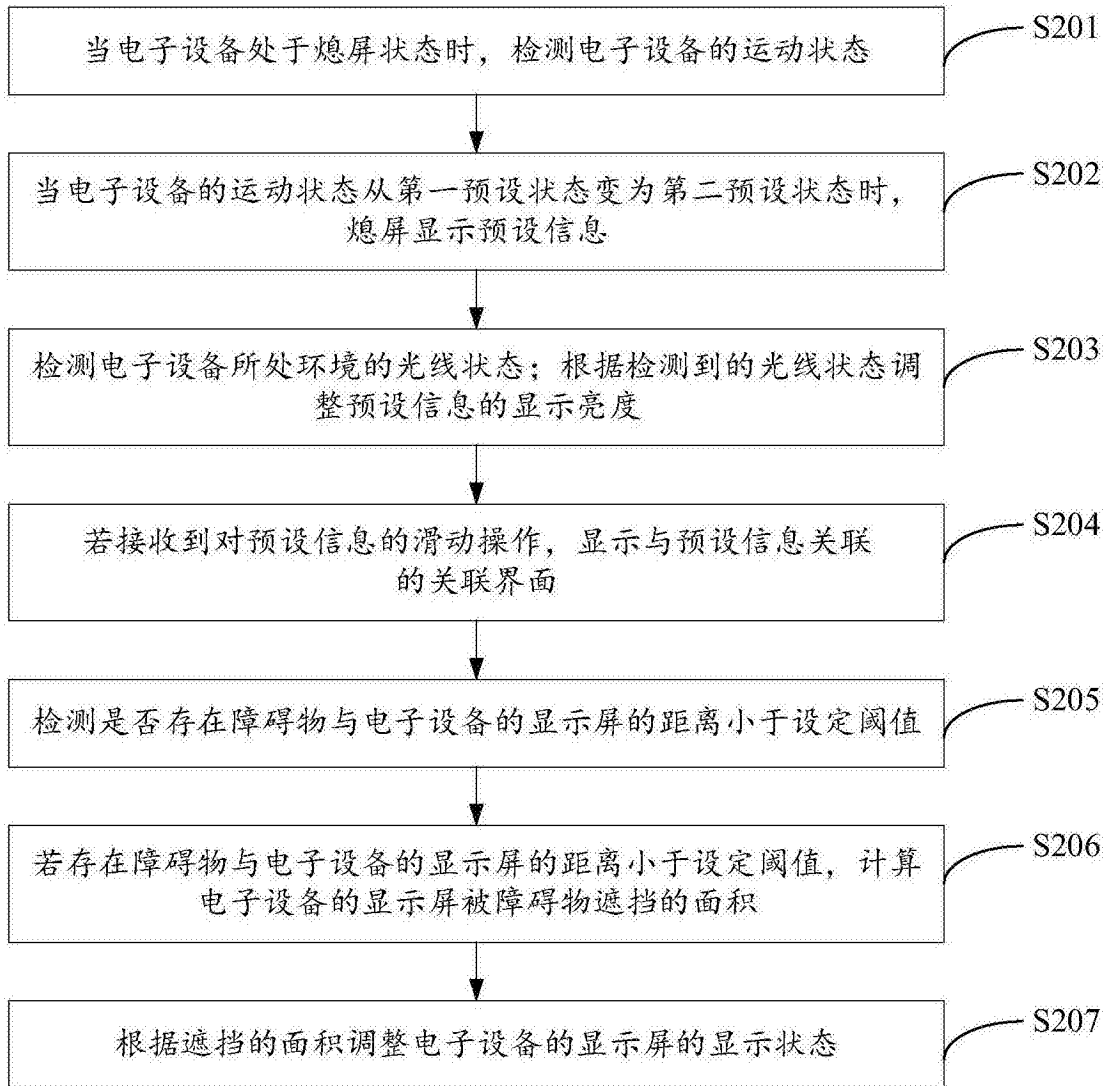 当电子设备处于熄屏状态时，检测电子设备的运动状态
S201
当电子设备的运动状态从第一预设状态变为第二预设状态时，
熄屏显示预设信息
S202
检测电子设备所处环境的光线状态；根据检测到的光线状态调
整预设信息的显示亮度
S203
若接收到对预设信息的滑动操作，显示与预设信息关联
的关联界面
S204
检测是否存在障碍物与电子设备的显示屏的距离小于设定阈值
S205
若存在障碍物与电子设备的显示屏的距离小于设定阈值，计算
电子设备的显示屏被障碍物遮挡的面积
S206
根据遮挡的面积调整电子设备的显示屏的显示状态
S207